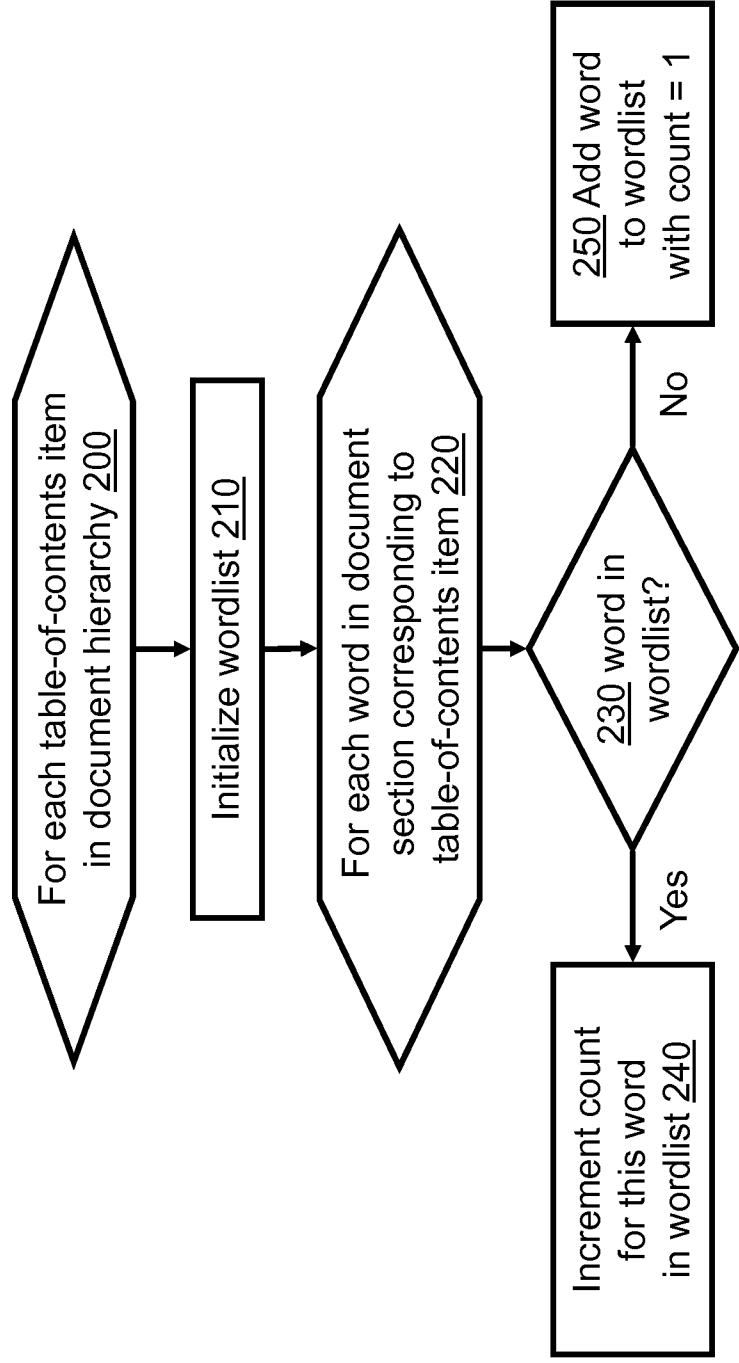 For each table-of-contents item
in document hierarchy 200
Initialize wordlist 210
For each word in document
section corresponding to
table-of-contents item 220
230 word in
wordlist?
Yes
No
Increment count
for this word
in wordlist 240
250 Add word
to wordlist
with count = 1